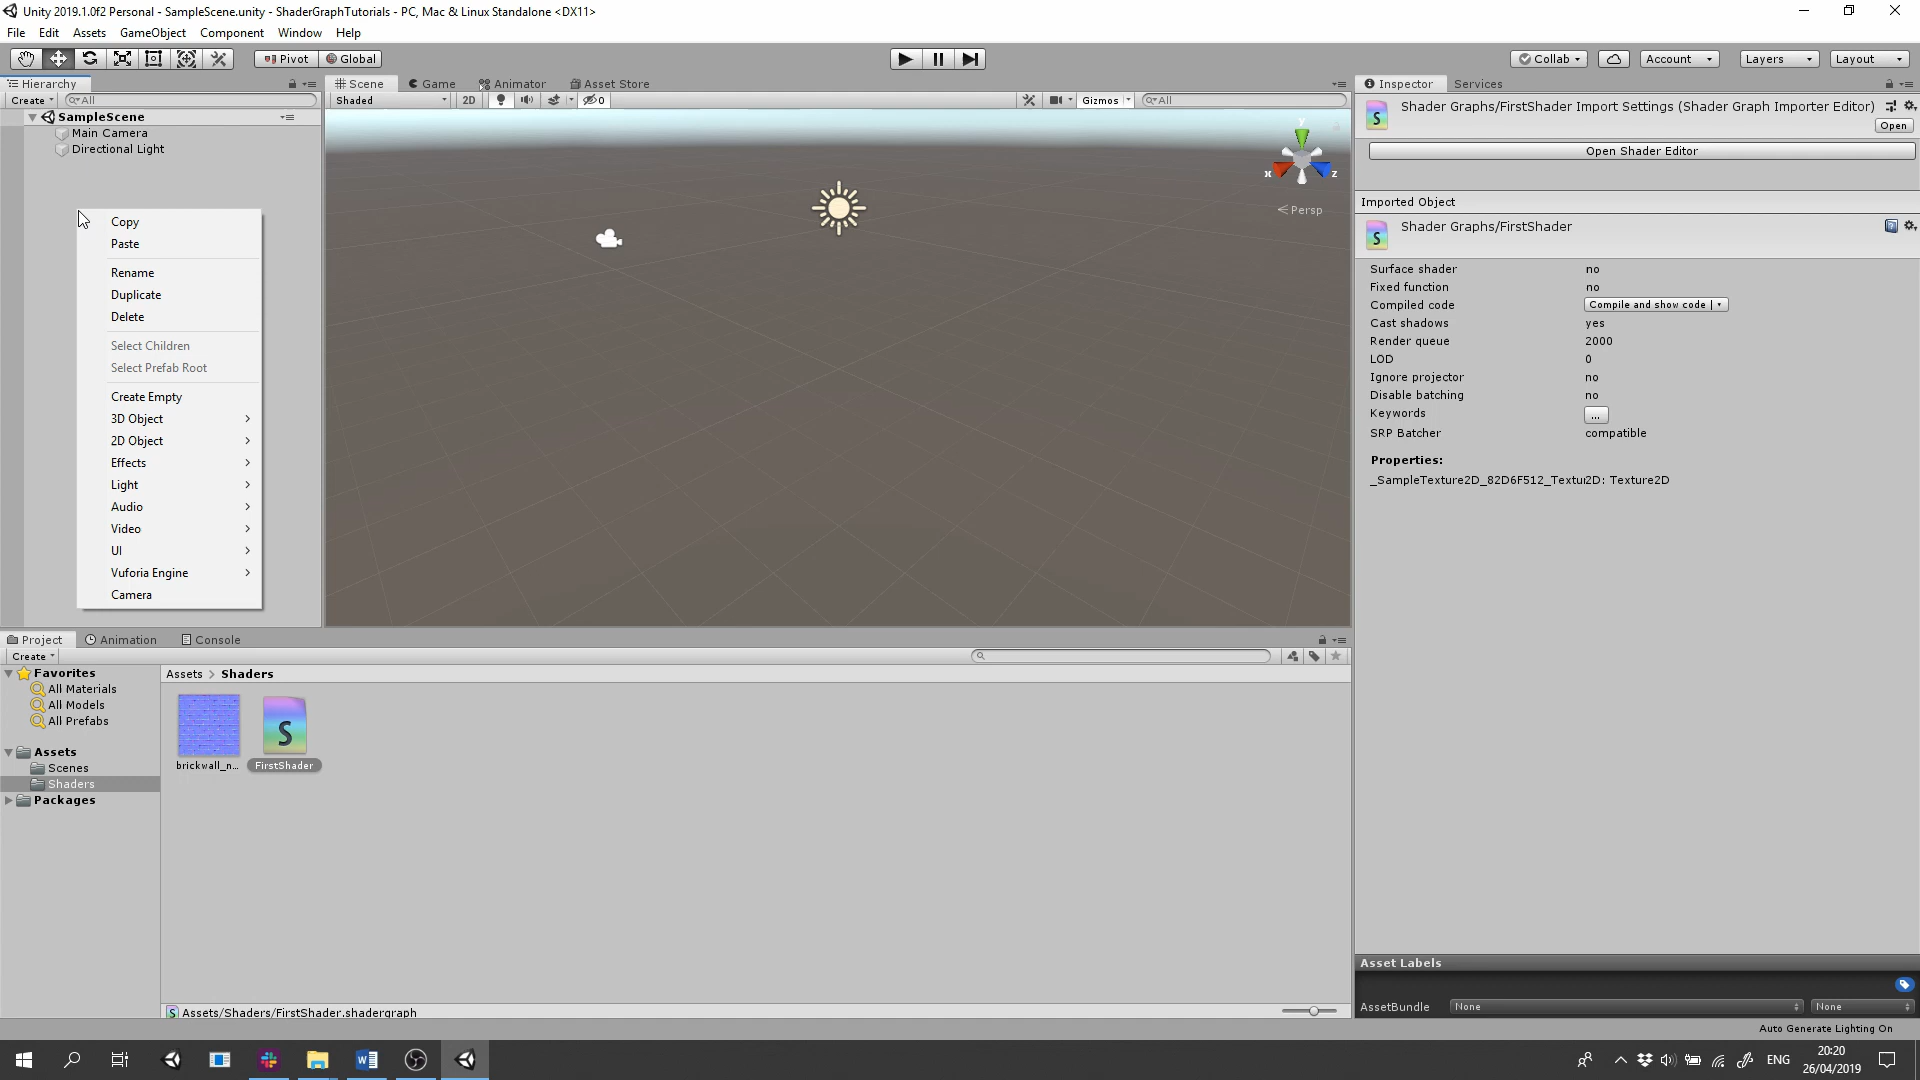 Unity 2019.1.0f2 Personal - SampleScene.unity - ShaderGraphTutorials - PC, Mac & Linux Standalone <DX11>
File Edit Assets GameObject Component Window Help
Pivot Global Collab Account Layers Layout
Hierarchy Scene Game Animator Asset Store Inspector Services
Create All Shaded 2D 0 Gizmos All
SampleScene
Main Camera
Directional Light
Copy
Paste
Rename
Duplicate
Delete
Select Children
Select Prefab Root
Create Empty
3D Object
2D Object
Effects
Light
Audio
Video
UI
Vuforia Engine
Camera
y
x z
Persp
Shader Graphs/FirstShader Import Settings (Shader Graph Importer Editor)
Open
Open Shader Editor
Imported Object
Shader Graphs/FirstShader
Surface shader no
Fixed function no
Compiled code Compile and show code
Cast shadows yes
Render queue 2000
LOD 0
Ignore projector no
Disable batching no
Keywords ...
SRP Batcher compatible
Properties:
_SampleTexture2D_82D6F512_Textu2D: Texture2D
Project Animation Console
Create
Favorites
All Materials
All Models
All Prefabs
Assets
Scenes
Shaders
Packages
Assets > Shaders
brickwall_n... FirstShader
Assets/Shaders/FirstShader.shadergraph
Asset Labels
AssetBundle None None
Auto Generate Lighting On
ENG
20:20
26/04/2019